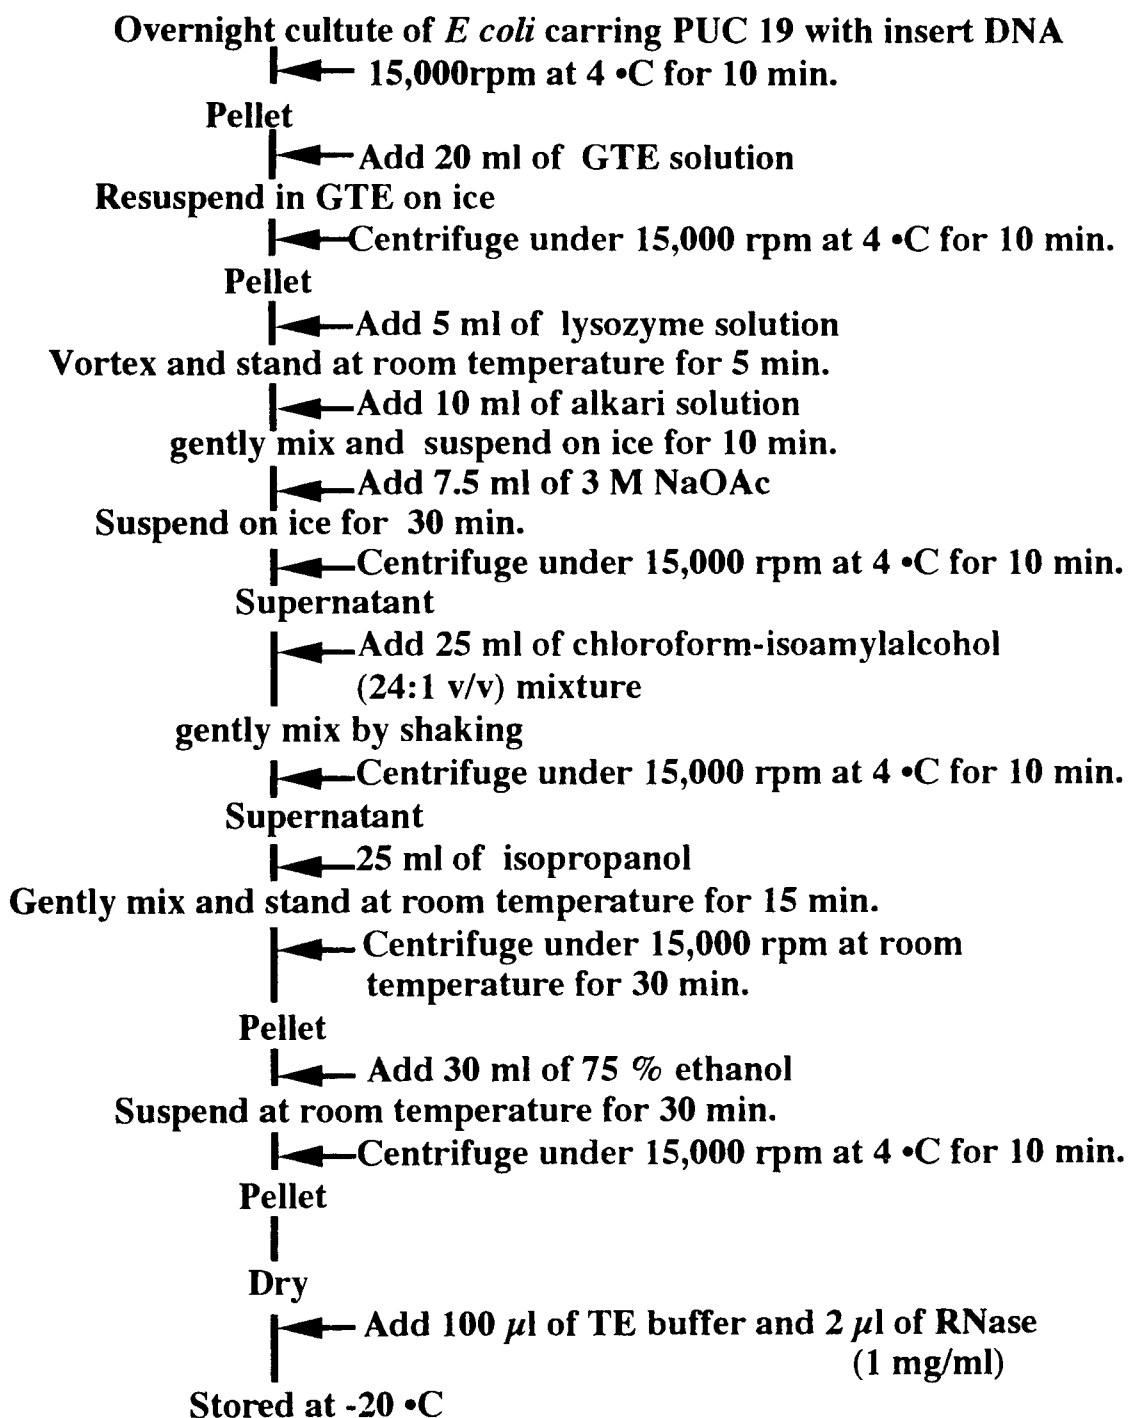 Overnight cultute of E coli carring PUC 19 with insert DNA
15,000rpm at 4 •C for 10 min.
Pellet
Add 20 ml of GTE solution
Resuspend in GTE on ice
Centrifuge under 15,000 rpm at 4 •C for 10 min.
Pellet
Add 5 ml of lysozyme solution
Vortex and stand at room temperature for 5 min.
Add 10 ml of alkari solution
gently mix and suspend on ice for 10 min.
Add 7.5 ml of 3 M NaOAc
Suspend on ice for 30 min.
Centrifuge under 15,000 rpm at 4 •C for 10 min.
Supernatant
Add 25 ml of chloroform-isoamylalcohol
(24:1 v/v) mixture
gently mix by shaking
Centrifuge under 15,000 rpm at 4 •C for 10 min.
Supernatant
25 ml of isopropanol
Gently mix and stand at room temperature for 15 min.
Centrifuge under 15,000 rpm at room
temperature for 30 min.
Pellet
Add 30 ml of 75 % ethanol
Suspend at room temperature for 30 min.
Centrifuge under 15,000 rpm at 4 •C for 10 min.
Pellet
Dry
Add 100 µl of TE buffer and 2 µl of RNase
(1 mg/ml)
Stored at -20 •C